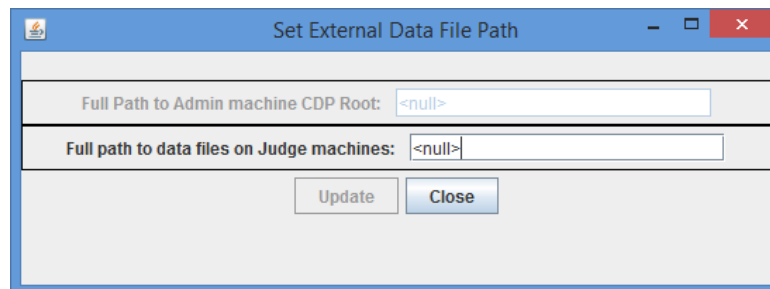 Set External Data File Path
Full Path to Admin machine CDP Root: <null>
Full path to data files on Judge machines: <null>
Update Close